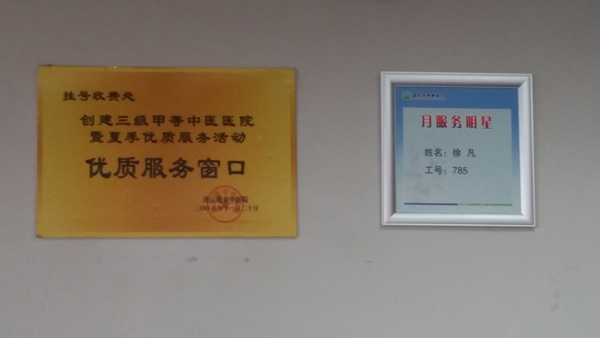 挂号收费处
创建三级甲等中医医院
暨夏季优质服务活动
优质服务窗口
月服务明星
姓名：徐 凡
工号：785